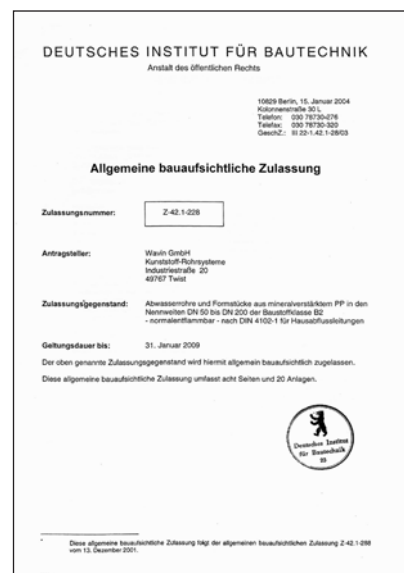 DEUTSCHES INSTITUT FÜR BAUTECHNIK
Anstalt des öffentlichen Rechts
10829 Berlin, 15. Januar 2004
Kolonnenstraße 30 L
Telefon: 030 78730-276
Telefax: 030 78730-320
GeschZ.: III 22-1.42.1-28/03
Allgemeine bauaufsichtliche Zulassung
Zulassungsnummer:
Z-42.1-228
Antragsteller:
Wavin GmbH
Kunststoff-Rohrsysteme
Industriestraße 20
49767 Twist
Zulassungsgegenstand:
Abwasserrohre und Formstücke aus mineralverstärktem PP in den
Nennweiten DN 50 bis DN 200 der Baustoffklasse B2
- normalentflammbar - nach DIN 4102-1 für Hausabflussleitungen
Geltungsdauer bis:
31. Januar 2009
Der oben genannte Zulassungsgegenstand wird hiermit allgemein bauaufsichtlich zugelassen.
Diese allgemeine bauaufsichtliche Zulassung umfasst acht Seiten und 20 Anlagen.
Deutsches Institut
für Bautechnik
* Diese allgemeine bauaufsichtliche Zulassung folgt der allgemeinen bauaufsichtlichen Zulassung
vom 13. Dezember 2001.